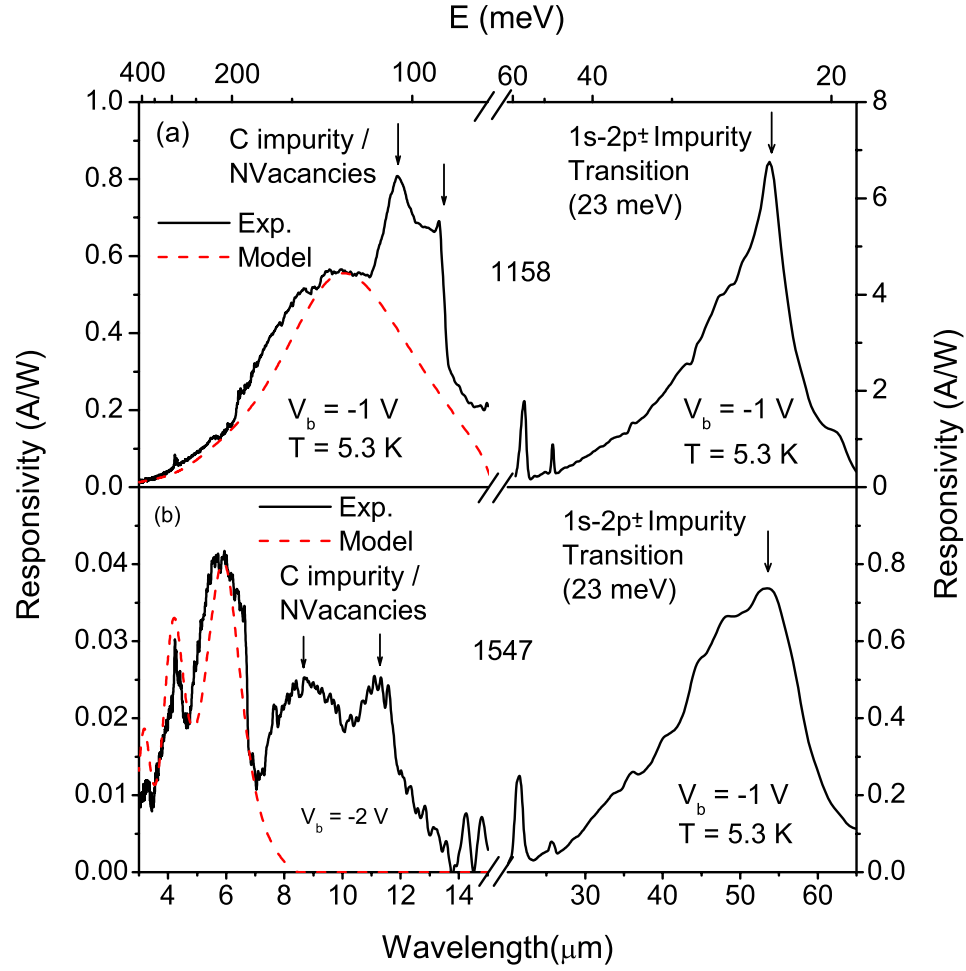 E (meV)
400 200 100 60 40 20
1.0 (a) 8
C impurity /
NVacancies
1s-2p± Impurity
Transition
(23 meV)
0.8 6
Exp.
Model
0.6 1158 4
0.4
V_b = -1 V V_b = -1 V
0.2 2
T = 5.3 K T = 5.3 K
0.0 0
Responsivity (A/W)
Responsivity (A/W)
(b) Exp.
Model
C impurity /
NVacancies
1s-2p± Impurity
Transition
(23 meV)
0.04 0.8
0.03 1547 0.6
0.02 0.4
0.01 V_b = -2 V V_b = -1 V 0.2
T = 5.3 K
0.00 0.0
4 6 8 10 12 14 30 40 50 60
Wavelength(μm)